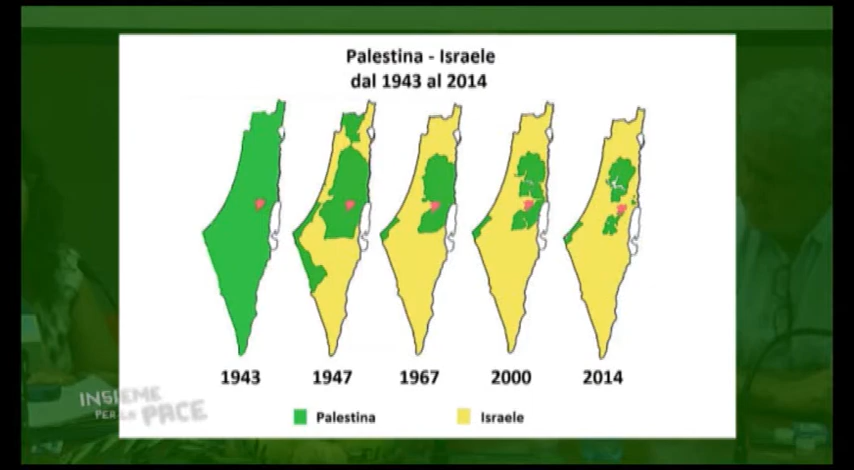 Palestina - Israele
dal 1943 al 2014
1943 1947 1967 2000 2014
Palestina Israele
INSIEME
PER LA PACE